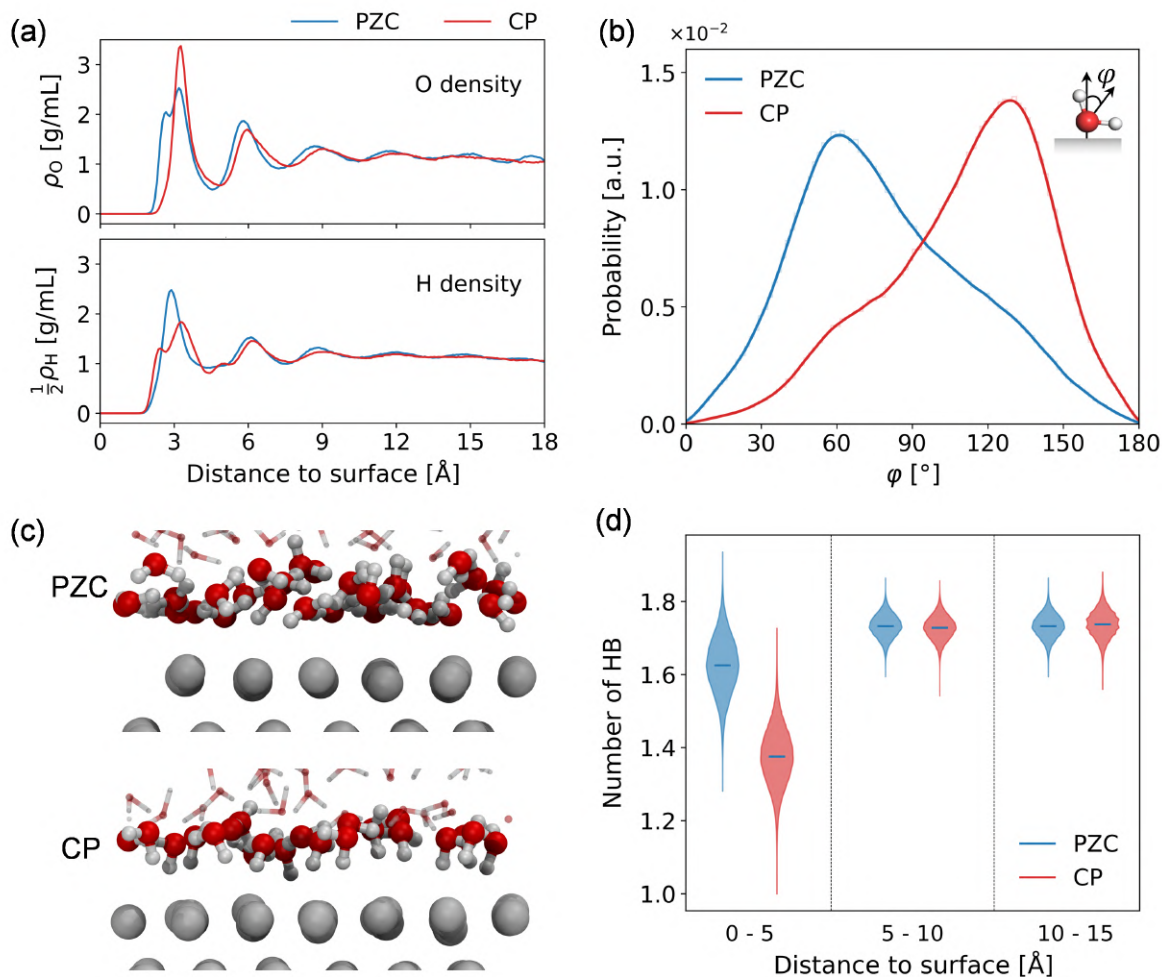 (a)
PZC CP
O density
ρO [g/mL]
3
2
1
0
H density
½ρH [g/mL]
3
2
1
0
0 3 6 9 12 15 18
Distance to surface [Å]
(b)
×10⁻²
PZC
CP
φ
Probability [a.u.]
1.5
1.0
0.5
0.0
0 30 60 90 120 150 180
φ [°]
(c)
PZC
CP
(d)
Number of HB
1.8
1.6
1.4
1.2
1.0
PZC
CP
0 - 5 5 - 10 10 - 15
Distance to surface [Å]